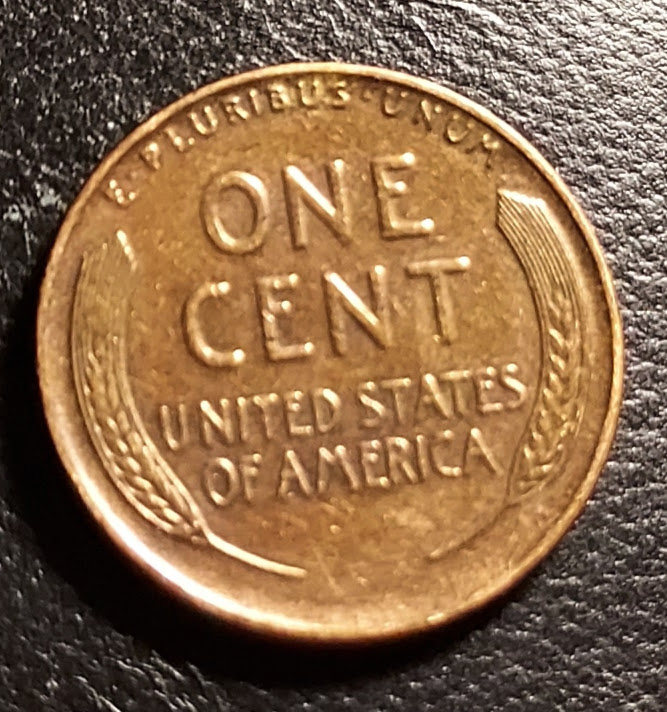 E·PLURIBUS·UNUM
ONE
CENT
UNITED STATES
OF AMERICA